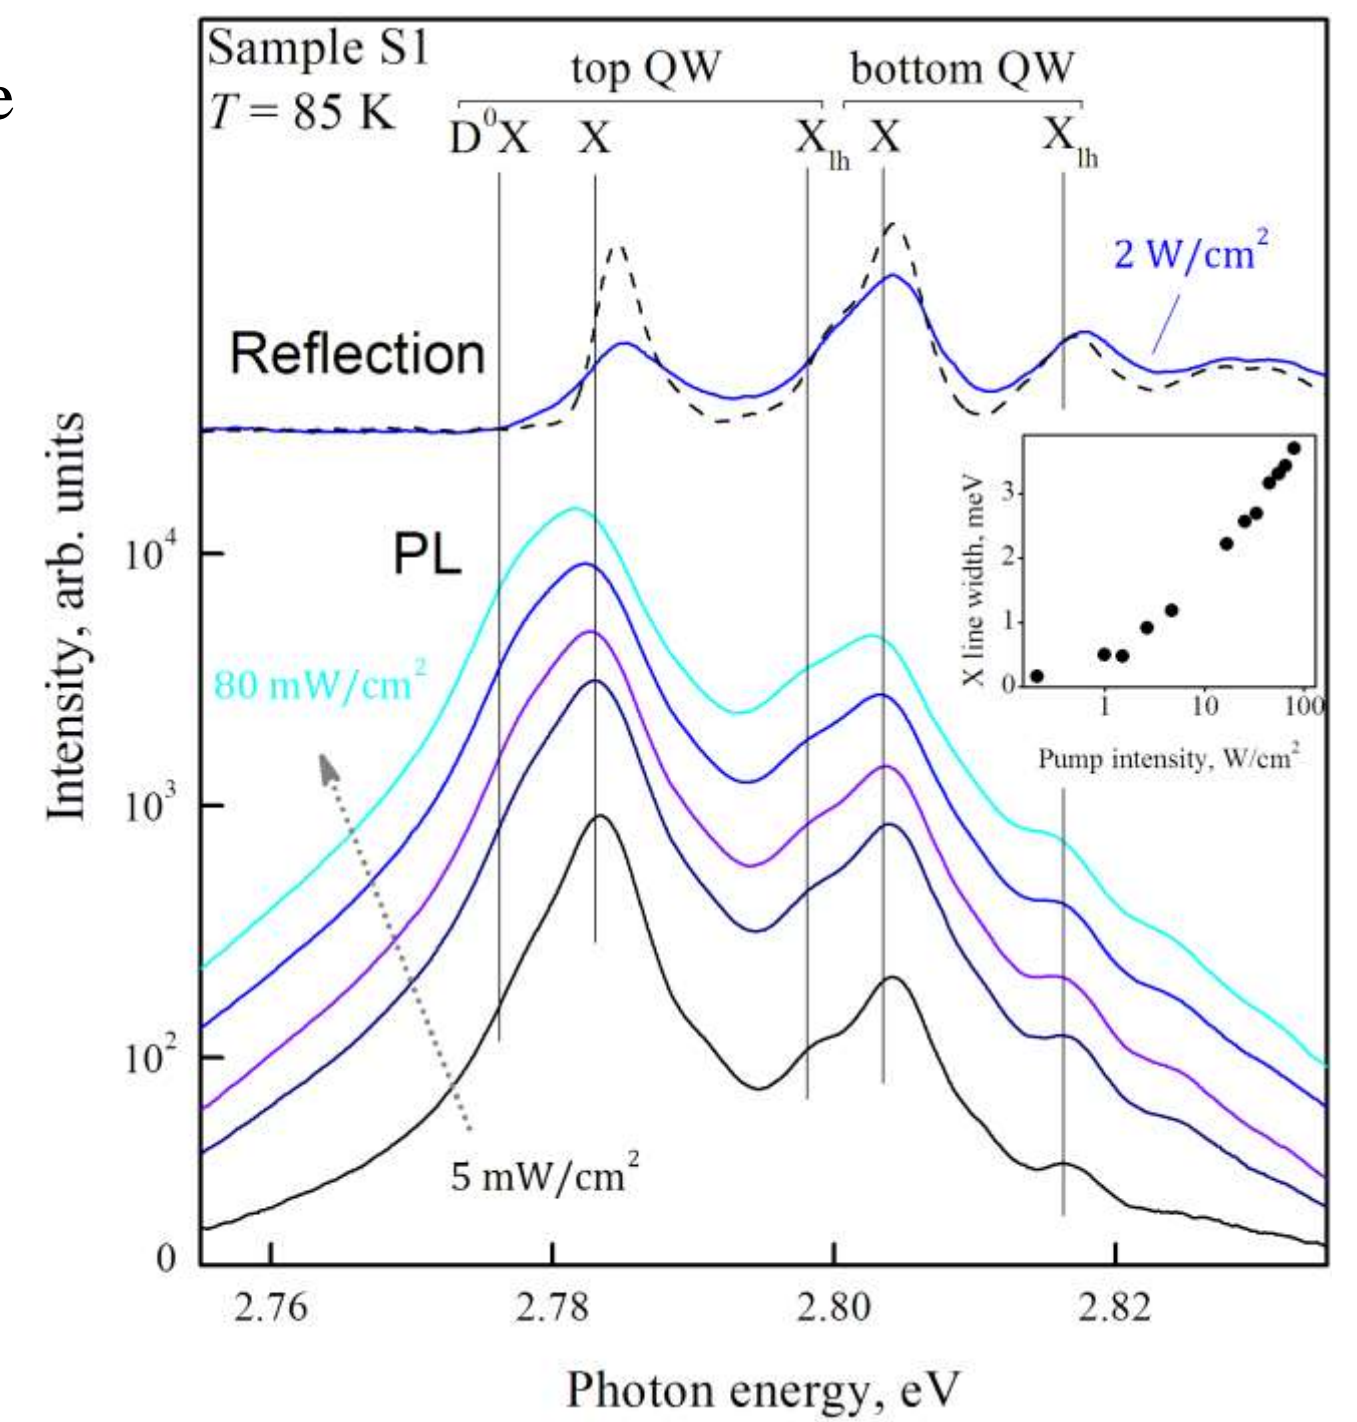 e
Sample S1
T = 85 K
top QW
bottom QW
D⁰X
X
X_lh
X
X_lh
2 W/cm²
Reflection
PL
80 mW/cm²
5 mW/cm²
Intensity, arb. units
10⁴
10³
10²
0
2.76
2.78
2.80
2.82
Photon energy, eV
X line width, meV
3
2
1
0
1
10
100
Pump intensity, W/cm²